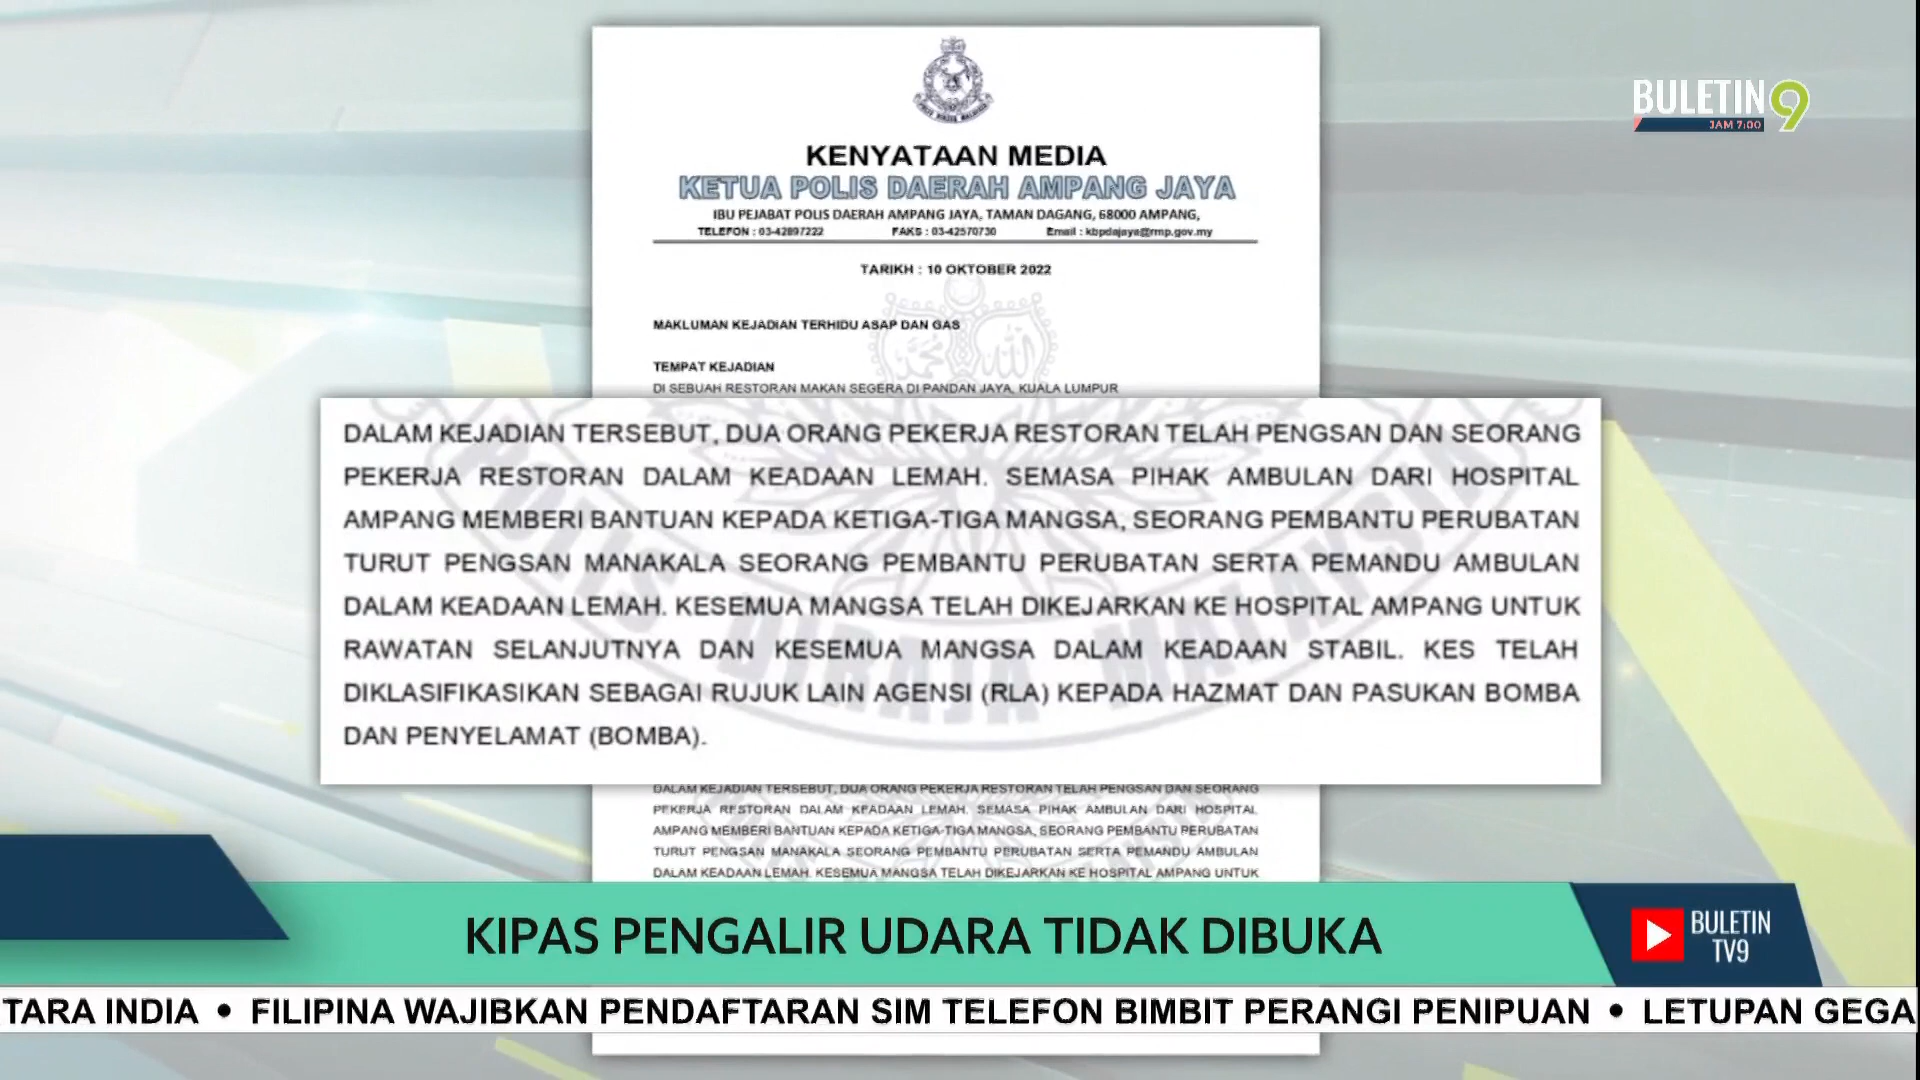 BULETIN 9
JAM 7:00
KENYATAAN MEDIA
KETUA POLIS DAERAH AMPANG JAYA
IBU PEJABAT POLIS DAERAH AMPANG JAYA, TAMAN DAGANG, 68000 AMPANG,
TELEFON : 03-42897222 FAKS : 03-42570730 Email : kbpdajaya@rmp.gov.my
TARIKH : 10 OKTOBER 2022
MAKLUMAN KEJADIAN TERHIDU ASAP DAN GAS
TEMPAT KEJADIAN
DI SEBUAH RESTORAN MAKAN SEGERA DI PANDAN JAYA, KUALA LUMPUR
DALAM KEJADIAN TERSEBUT, DUA ORANG PEKERJA RESTORAN TELAH PENGSAN DAN SEORANG
PEKERJA RESTORAN DALAM KEADAAN LEMAH. SEMASA PIHAK AMBULAN DARI HOSPITAL
AMPANG MEMBERI BANTUAN KEPADA KETIGA-TIGA MANGSA, SEORANG PEMBANTU PERUBATAN
TURUT PENGSAN MANAKALA SEORANG PEMBANTU PERUBATAN SERTA PEMANDU AMBULAN
DALAM KEADAAN LEMAH. KESEMUA MANGSA TELAH DIKEJARKAN KE HOSPITAL AMPANG UNTUK
RAWATAN SELANJUTNYA DAN KESEMUA MANGSA DALAM KEADAAN STABIL. KES TELAH
DIKLASIFIKASIKAN SEBAGAI RUJUK LAIN AGENSI (RLA) KEPADA HAZMAT DAN PASUKAN BOMBA
DAN PENYELAMAT (BOMBA).
POLIS DIRAJA MALAYSIA
DALAM KEJADIAN TERSEBUT, DUA ORANG PEKERJA RESTORAN TELAH PENGSAN DAN SEORANG
PEKERJA RESTORAN DALAM KEADAAN LEMAH. SEMASA PIHAK AMBULAN DARI HOSPITAL
AMPANG MEMBERI BANTUAN KEPADA KETIGA-TIGA MANGSA, SEORANG PEMBANTU PERUBATAN
TURUT PENGSAN MANAKALA SEORANG PEMBANTU PERUBATAN SERTA PEMANDU AMBULAN
DALAM KEADAAN LEMAH. KESEMUA MANGSA TELAH DIKEJARKAN KE HOSPITAL AMPANG UNTUK
KIPAS PENGALIR UDARA TIDAK DIBUKA
BULETIN
TV9
TARA INDIA • FILIPINA WAJIBKAN PENDAFTARAN SIM TELEFON BIMBIT PERANGI PENIPUAN • LETUPAN GEGA